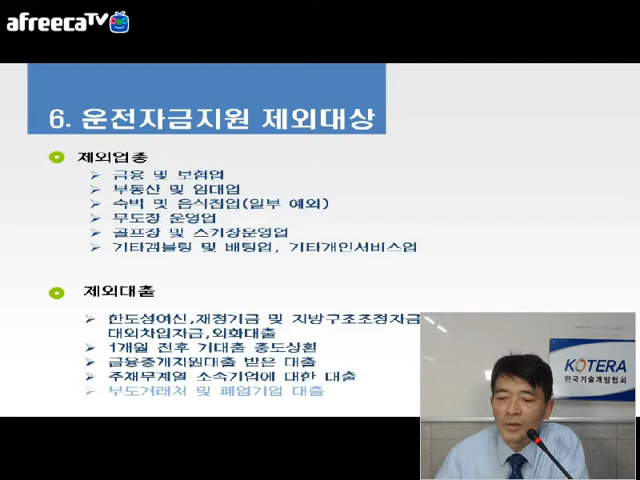 afreecaTV
6. 운전자금지원 제외대상
제외업종
금융 및 보험업
부동산 및 임대업
숙박 및 음식점업(일부 예외)
무도장 운영업
골프장 및 스키장운영업
기타갬블링 및 배팅업, 기타개인서비스업
제외대출
한도성여신,재정기금 및 지방구조조정자금
대외차입자금,외화대출
1개월 전후 기대출 중도상환
금융중개지원대출 받은 대출
주채무계열 소속기업에 대한 대출
부도거래처 및 폐업기업 대출
KOTERA
한국기술개발협회